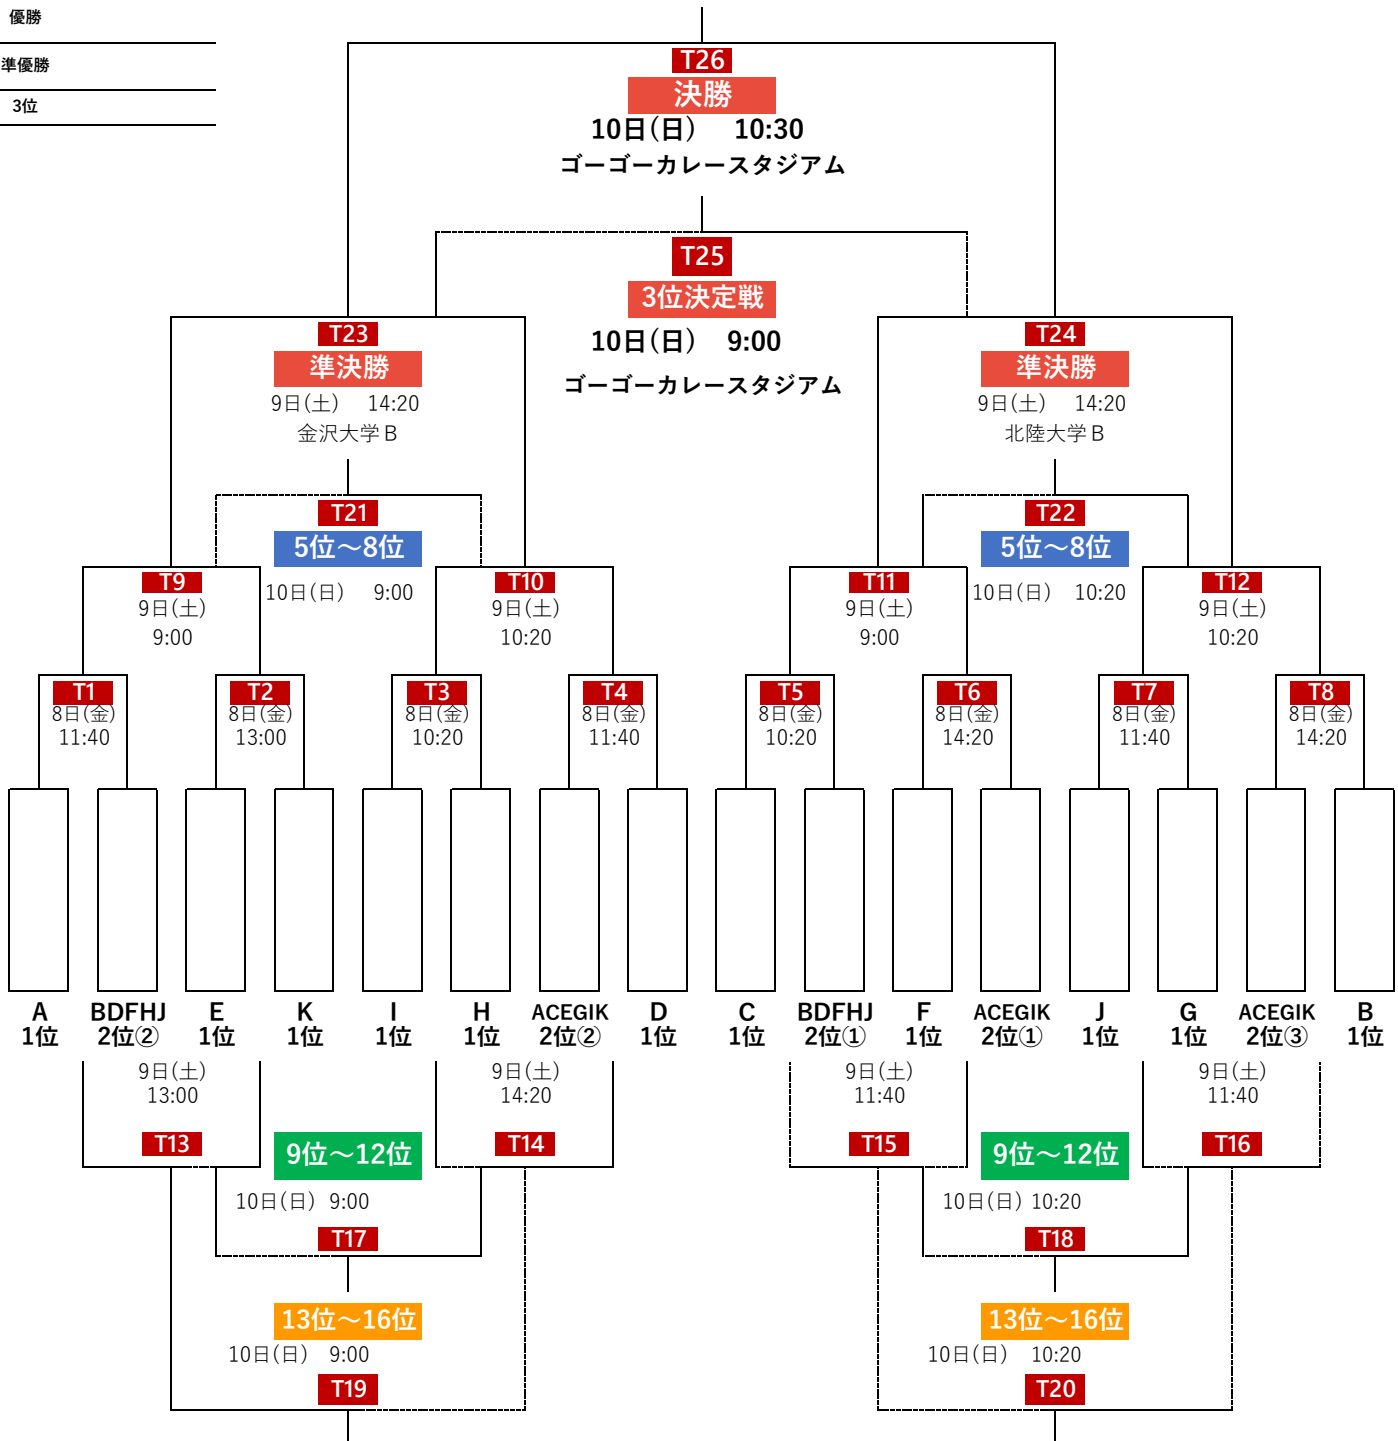 優勝
準優勝
3位
T26
決勝
10日(日) 10:30
ゴーゴーカレースタジアム
T25
3位決定戦
10日(日) 9:00
ゴーゴーカレースタジアム
T23
準決勝
9日(土) 14:20
金沢大学B
T24
準決勝
9日(土) 14:20
北陸大学B
T21
5位～8位
10日(日) 9:00
T22
5位～8位
10日(日) 10:20
T9
9日(土)
9:00
T10
9日(土)
10:20
T11
9日(土)
9:00
T12
9日(土)
10:20
T1
8日(金)
11:40
T2
8日(金)
13:00
T3
8日(金)
10:20
T4
8日(金)
11:40
T5
8日(金)
10:20
T6
8日(金)
14:20
T7
8日(金)
11:40
T8
8日(金)
14:20
A
1位
BDFHJ
2位②
E
1位
K
1位
I
1位
H
1位
ACEGIK
2位②
D
1位
C
1位
BDFHJ
2位①
F
1位
ACEGIK
2位①
J
1位
G
1位
ACEGIK
2位③
B
1位
9日(土)
13:00
T13
9日(土)
14:20
T14
9日(土)
11:40
T15
9日(土)
11:40
T16
9位～12位
10日(日) 9:00
T17
9位～12位
10日(日) 10:20
T18
13位～16位
10日(日) 9:00
T19
13位～16位
10日(日) 10:20
T20